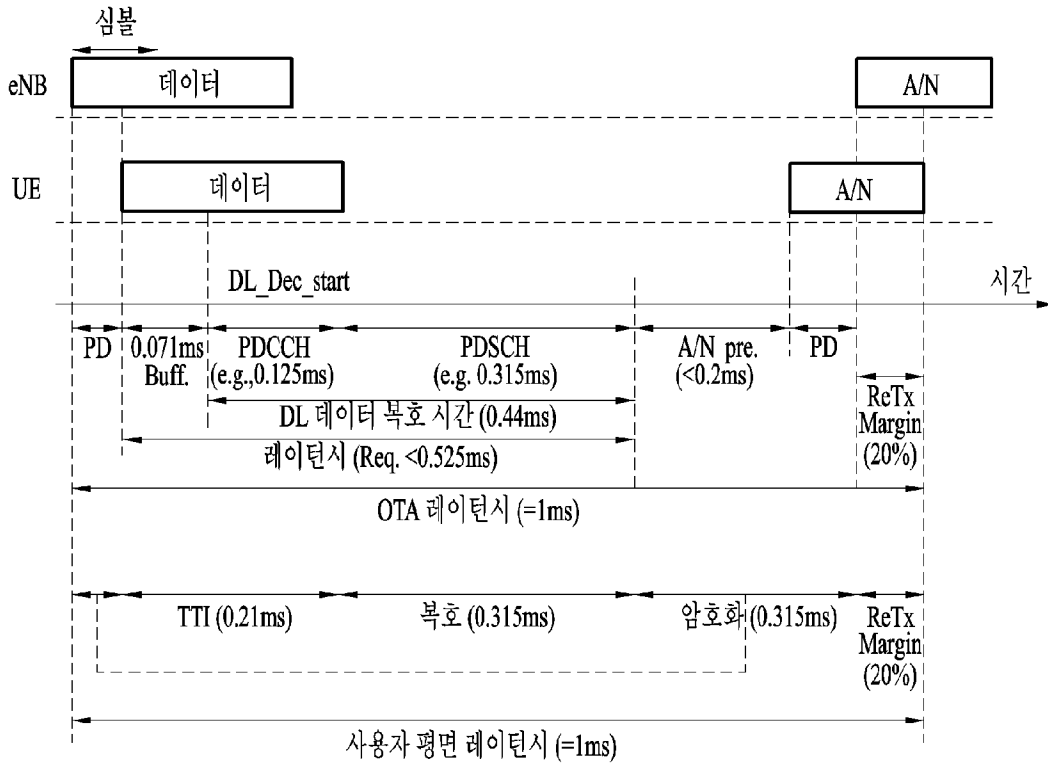 심볼
eNB
데이터
A/N
UE
데이터
A/N
DL_Dec_start
시간
PD
0.071ms
Buff.
PDCCH
(e.g.,0.125ms)
PDSCH
(e.g. 0.315ms)
A/N pre.
(<0.2ms)
PD
ReTx
Margin
(20%)
DL 데이터 복호 시간 (0.44ms)
레이턴시 (Req. <0.525ms)
OTA 레이턴시 (=1ms)
TTI (0.21ms)
복호 (0.315ms)
암호화 (0.315ms)
ReTx
Margin
(20%)
사용자 평면 레이턴시 (=1ms)